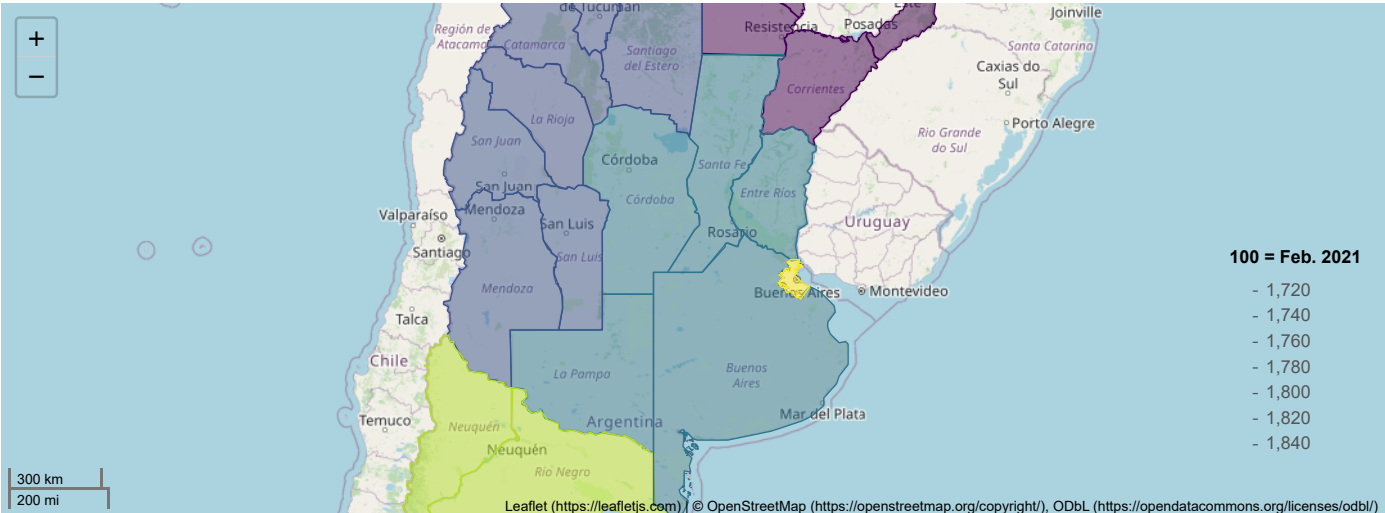 +
−
de Tucumán
Este
Joinville
Región de
Atacama
Catamarca
Santiago
del Estero
Resistencia
Posadas
Santa Catarina
Caxias do
Sul
Corrientes
La Rioja
Porto Alegre
Rio Grande
do Sul
San Juan
Córdoba
Santa Fe
San Juan
Córdoba
Entre Ríos
Valparaíso
Mendoza
San Luis
Rosario
Uruguay
Santiago
San Luis
100 = Feb. 2021
Mendoza
Buenos Aires
Montevideo
- 1,720
Talca
- 1,740
- 1,760
Chile
La Pampa
Buenos
Aires
- 1,780
- 1,800
Temuco
Argentina
Mar del Plata
- 1,820
Neuquén
- 1,840
Neuquén
Río Negro
300 km
200 mi
Leaflet (https://leafletjs.com) | © OpenStreetMap (https://openstreetmap.org/copyright/), ODbL (https://opendatacommons.org/licenses/odbl/)